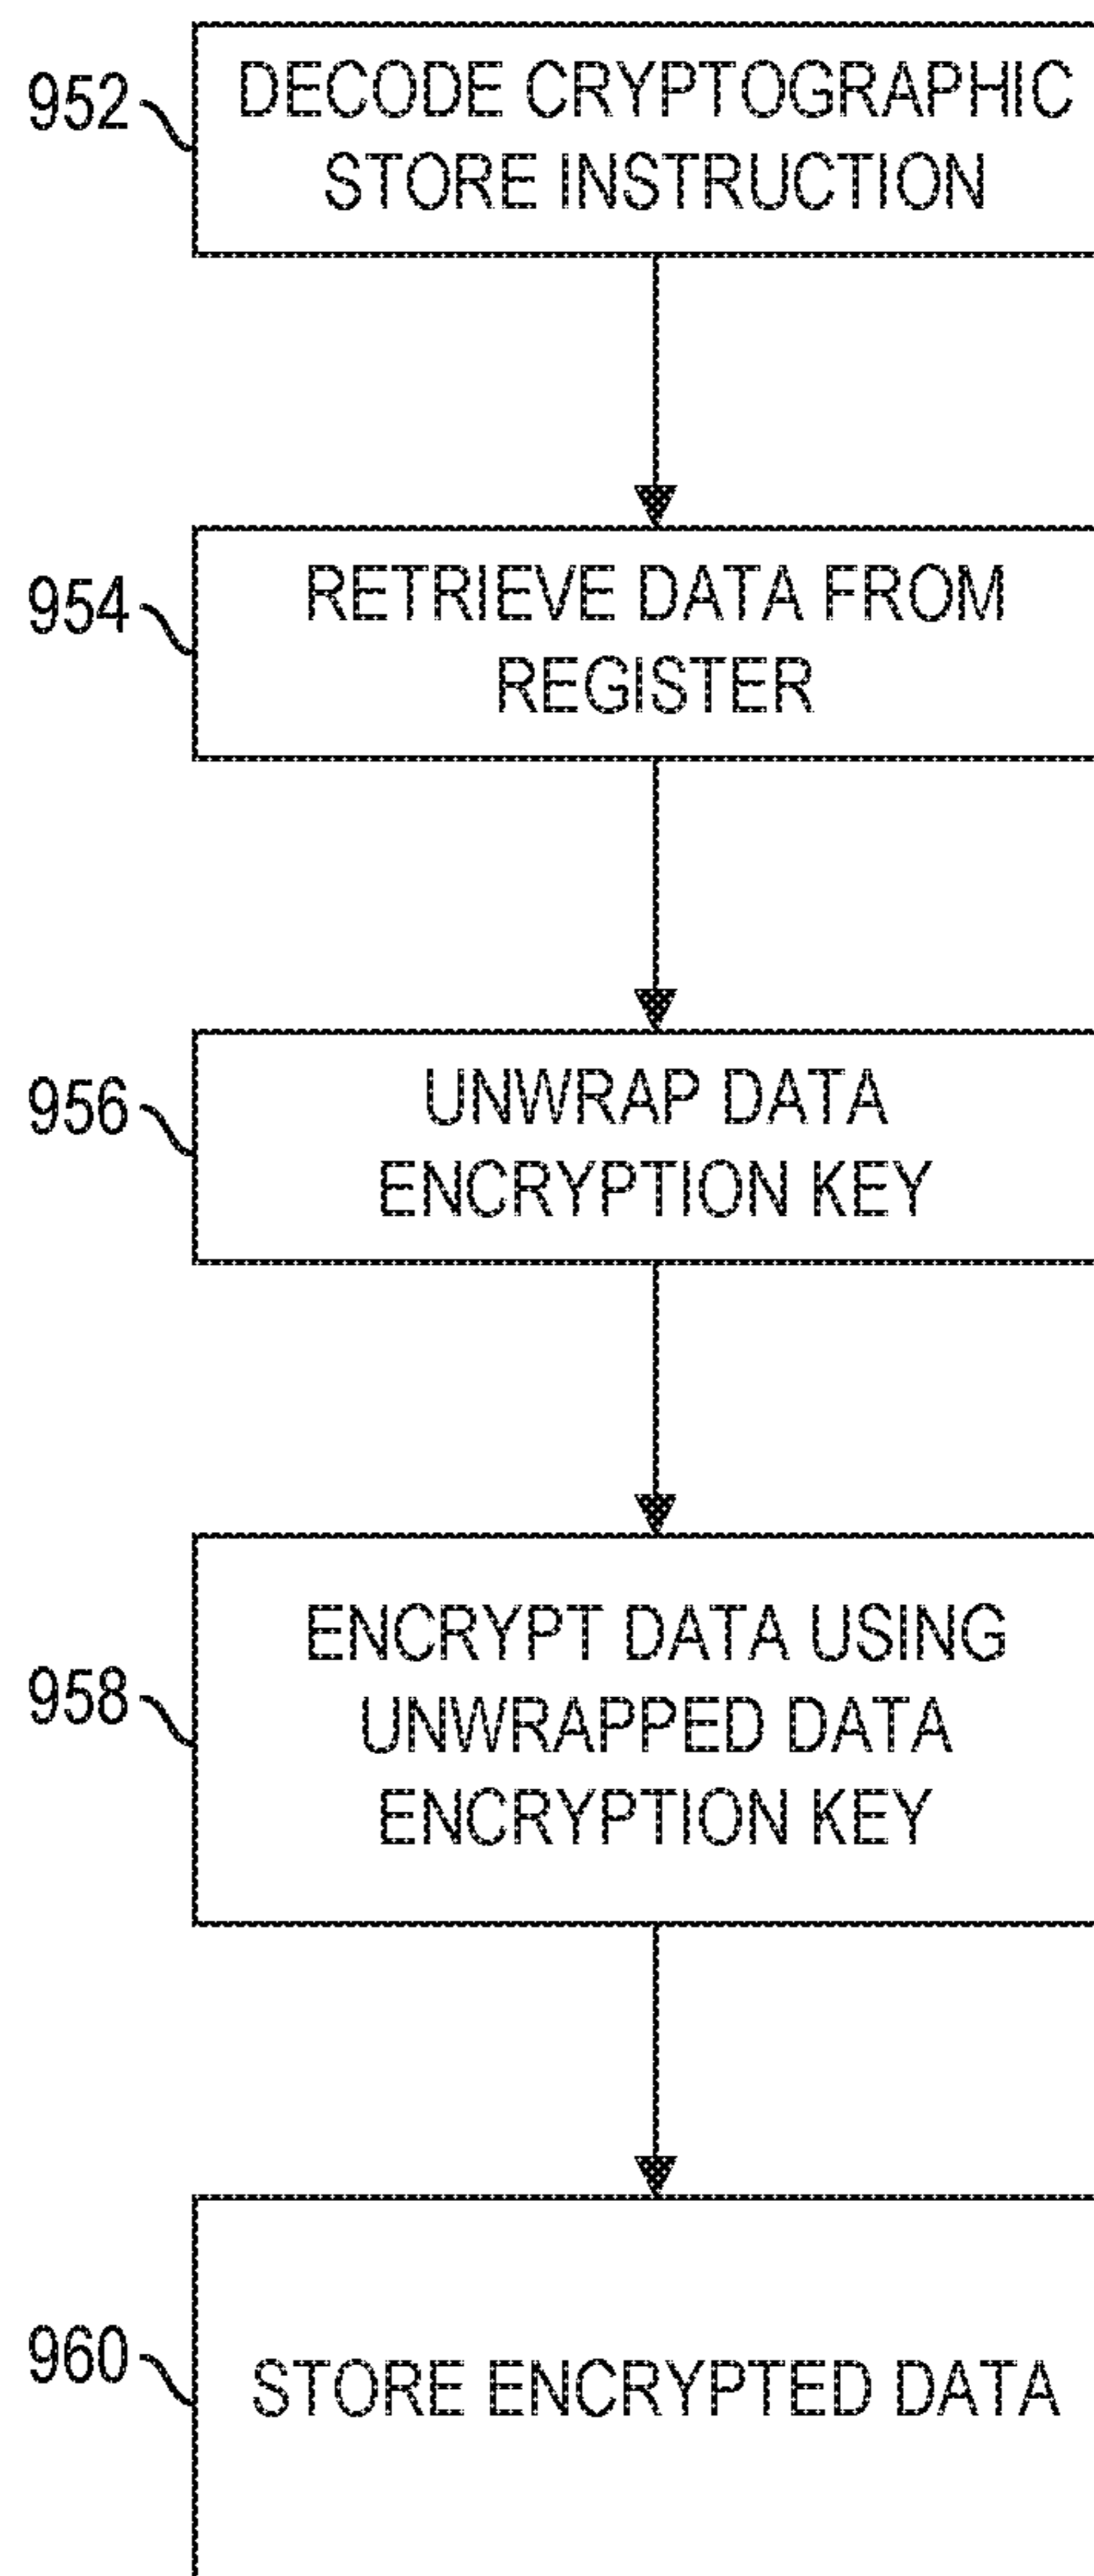 952
DECODE CRYPTOGRAPHIC
STORE INSTRUCTION
954
RETRIEVE DATA FROM
REGISTER
956
UNWRAP DATA
ENCRYPTION KEY
958
ENCRYPT DATA USING
UNWRAPPED DATA
ENCRYPTION KEY
960
STORE ENCRYPTED DATA